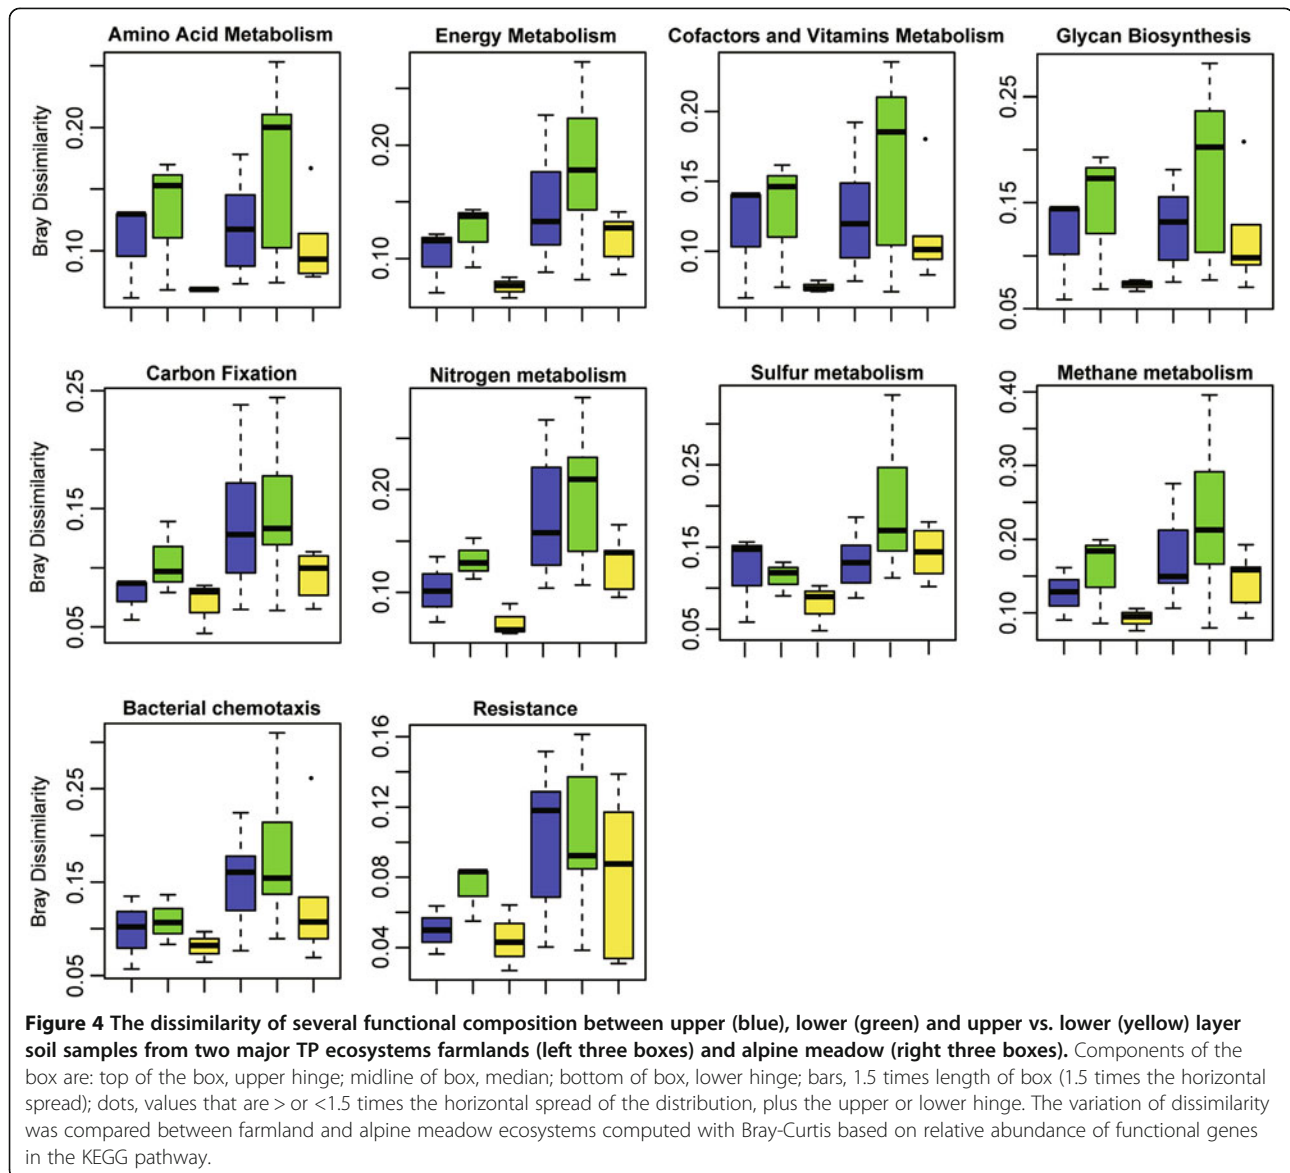 Amino Acid Metabolism
Energy Metabolism
Cofactors and Vitamins Metabolism
Glycan Biosynthesis
Bray Dissimilarity
0.10
0.20
0.10
0.20
0.10
0.15
0.20
0.05
0.15
0.25
Carbon Fixation
Nitrogen metabolism
Sulfur metabolism
Methane metabolism
Bray Dissimilarity
0.05
0.15
0.25
0.10
0.20
0.05
0.15
0.25
0.10
0.20
0.30
0.40
Bacterial chemotaxis
Resistance
Bray Dissimilarity
0.05
0.15
0.25
0.04
0.08
0.12
0.16
Figure 4 The dissimilarity of several functional composition between upper (blue), lower (green) and upper vs. lower (yellow) layer
soil samples from two major TP ecosystems farmlands (left three boxes) and alpine meadow (right three boxes). Components of the
box are: top of the box, upper hinge; midline of box, median; bottom of box, lower hinge; bars, 1.5 times length of box (1.5 times the horizontal
spread); dots, values that are > or <1.5 times the horizontal spread of the distribution, plus the upper or lower hinge. The variation of dissimilarity
was compared between farmland and alpine meadow ecosystems computed with Bray-Curtis based on relative abundance of functional genes
in the KEGG pathway.